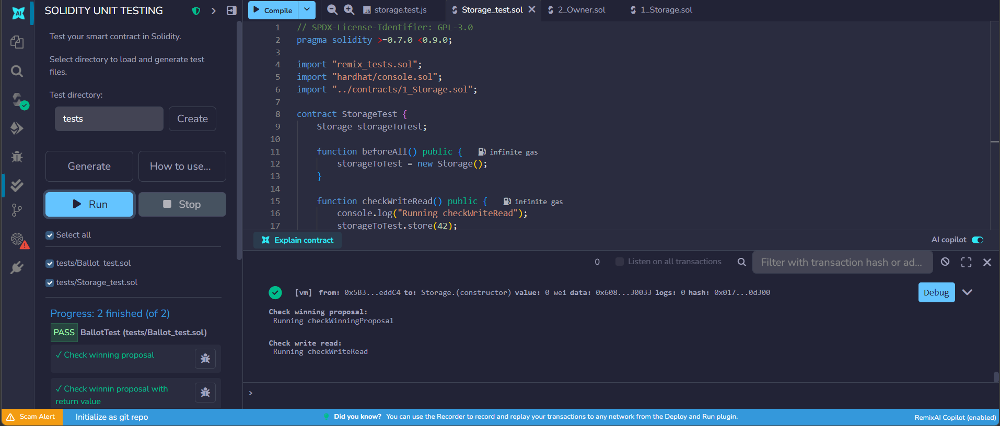 AI
SOLIDITY UNIT TESTING
Test your smart contract in Solidity.
Select directory to load and generate test
files.
Test directory:
tests
Create
Generate
How to use...
Run
Stop
Select all
tests/Ballot_test.sol
tests/Storage_test.sol
Progress: 2 finished (of 2)
PASS BallotTest (tests/Ballot_test.sol)
✓ Check winning proposal
✓ Check winnin proposal with
return value
Compile
JS storage.test.js
Storage_test.sol
2_Owner.sol
1_Storage.sol
1 // SPDX-License-Identifier: GPL-3.0
2 pragma solidity >=0.7.0 <0.9.0;
3
4 import "remix_tests.sol";
5 import "hardhat/console.sol";
6 import "../contracts/1_Storage.sol";
7
8 contract StorageTest {
9 Storage storageToTest;
10
11 function beforeAll() public { infinite gas
12 storageToTest = new Storage();
13 }
14
15 function checkWriteRead() public { infinite gas
16 console.log("Running checkWriteRead");
17 storageToTest.store(42);
Explain contract
AI copilot
0
Listen on all transactions
Filter with transaction hash or ad...
[vm] from: 0x5B3...eddC4 to: Storage.(constructor) value: 0 wei data: 0x608...30033 logs: 0 hash: 0x017...0d300
Debug
Check winning proposal:
Running checkWinningProposal
Check write read:
Running checkWriteRead
>
Scam Alert
Initialize as git repo
Did you know? You can use the Recorder to record and replay your transactions to any network from the Deploy and Run plugin.
RemixAI Copilot (enabled)